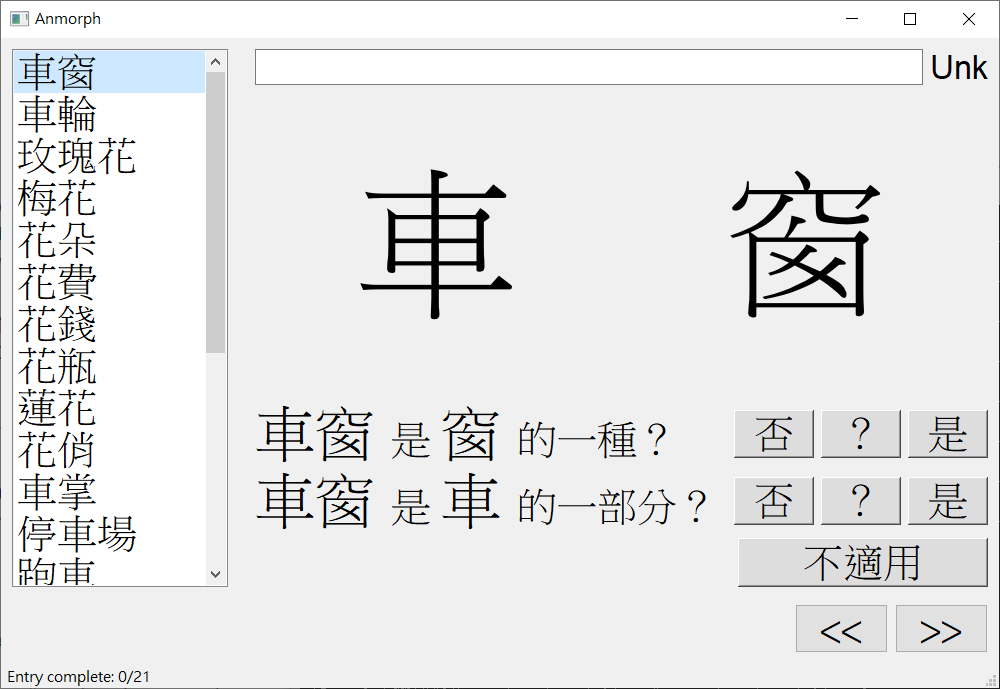 Anmorph
車窗
車輪
玫瑰花
梅花
花朵
花費
花錢
花瓶
蓮花
花俏
車掌
停車場
跑車
Unk
車 窗
車窗 是 窗 的一種？ 否 ？ 是
車窗 是 車 的一部分？ 否 ？ 是
不適用
<< >>
Entry complete: 0/21